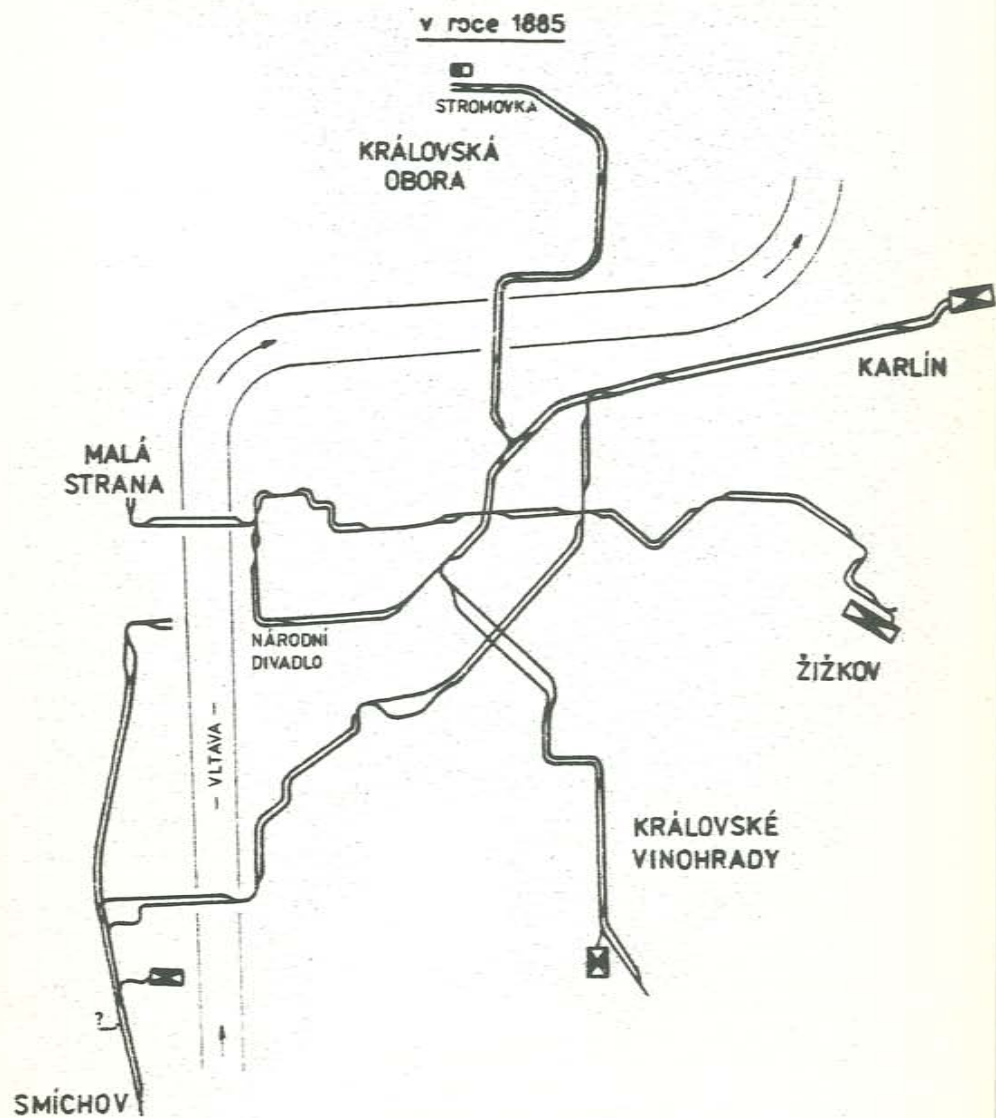 v roce 1885
STROMOVKA
KRÁLOVSKÁ
OBORA
KARLÍN
MALÁ
STRANA
NÁRODNÍ
DIVADLO
ŽIŽKOV
— VLTAVA —
KRÁLOVSKÉ
VINOHRADY
?
SMÍCHOV